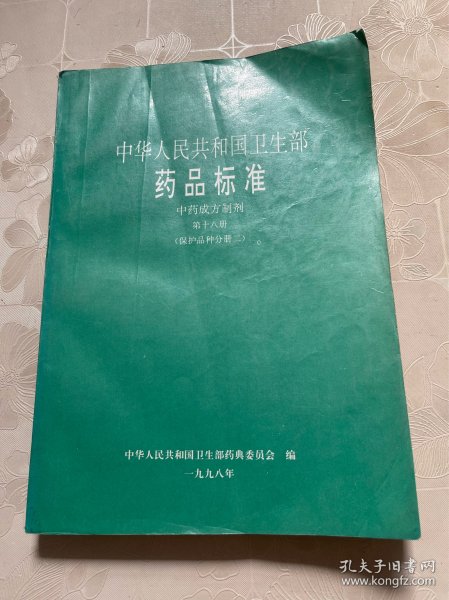 中华人民共和国卫生部
药品标准
中药成方制剂
第十八册
(保护品种分册二)
中华人民共和国卫生部药典委员会 编
一九九八年
孔夫子旧书网
www.kongfz.com